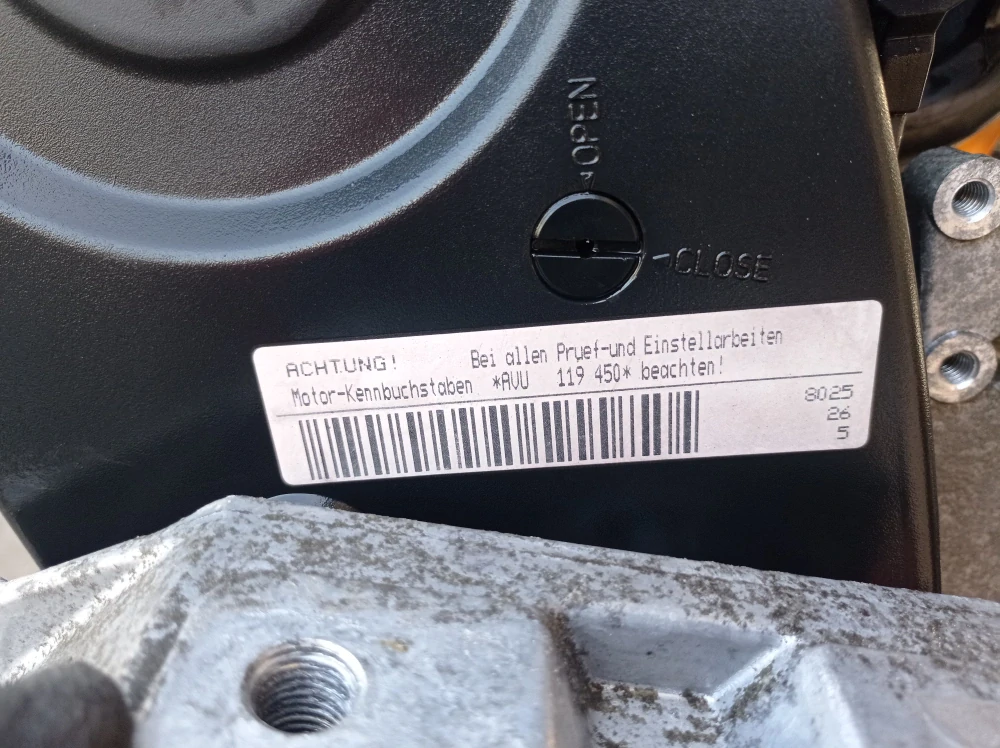 OPEN
CLOSE
ACHTUNG! Bei allen Pruef-und Einstellarbeiten
Motor-Kennbuchstaben *AVU 119 450* beachten!
8025
26
5